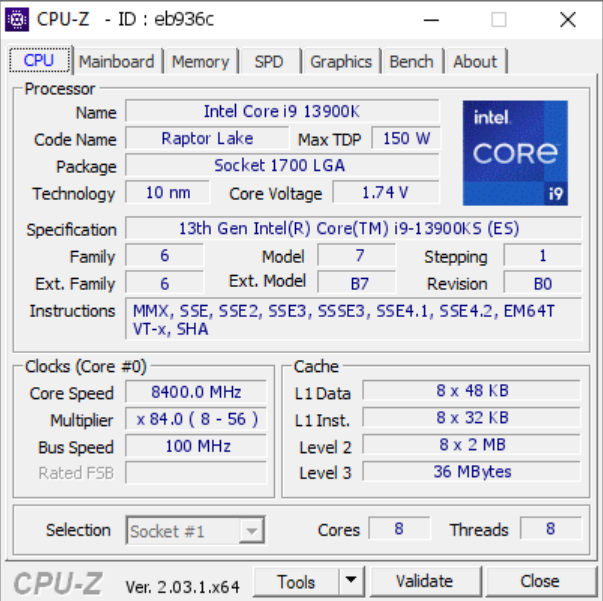 CPU-Z - ID : eb936c
CPU Mainboard Memory SPD Graphics Bench About
Processor
Name Intel Core i9 13900K
Code Name Raptor Lake Max TDP 150 W
Package Socket 1700 LGA
Technology 10 nm Core Voltage 1.74 V
intel
CORE
i9
Specification 13th Gen Intel(R) Core(TM) i9-13900KS (ES)
Family 6 Model 7 Stepping 1
Ext. Family 6 Ext. Model B7 Revision B0
Instructions MMX, SSE, SSE2, SSE3, SSSE3, SSE4.1, SSE4.2, EM64T
VT-x, SHA
Clocks (Core #0)
Core Speed 8400.0 MHz
Multiplier x 84.0 ( 8 - 56 )
Bus Speed 100 MHz
Rated FSB
Cache
L1 Data 8 x 48 KB
L1 Inst. 8 x 32 KB
Level 2 8 x 2 MB
Level 3 36 MBytes
Selection Socket #1 Cores 8 Threads 8
CPU-Z Ver. 2.03.1.x64 Tools Validate Close